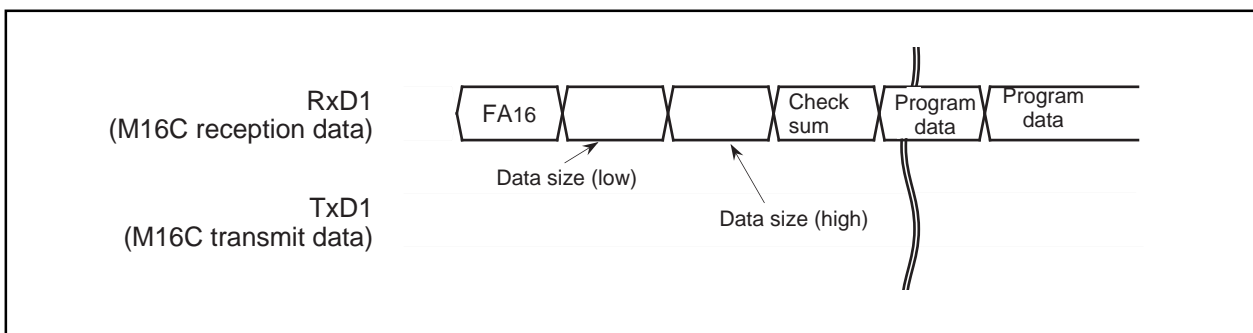 RxD1
(M16C reception data)
FA16
Check
sum
Program
data
Program
data
Data size (low)
Data size (high)
TxD1
(M16C transmit data)